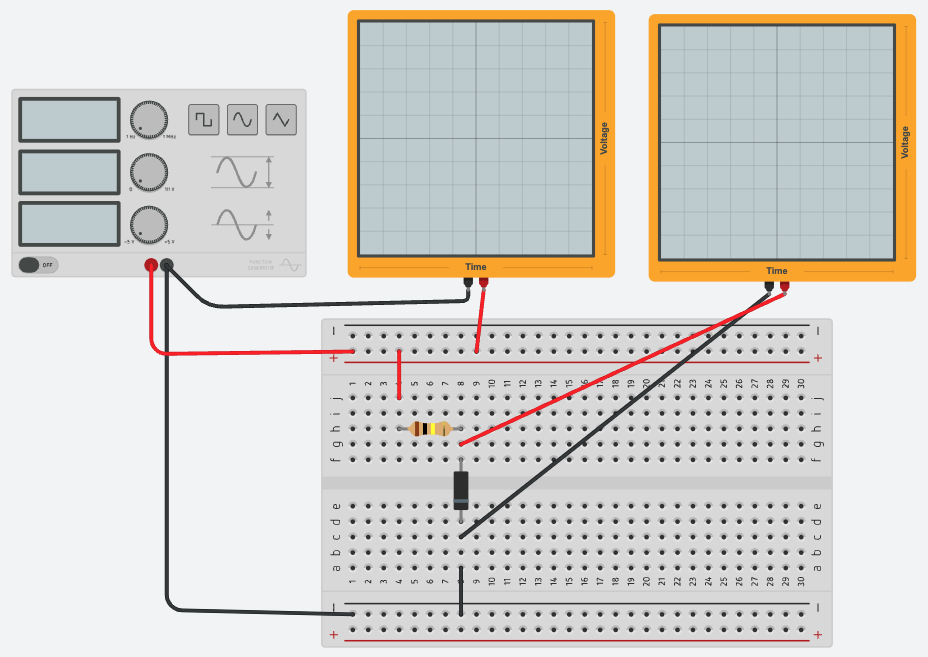 1 Hz
1 MHz
0
10 V
-5 V
+5 V
OFF
FUNCTION
GENERATOR
Voltage
Time
Voltage
Time
− −
+ +
1 2 3 4 5 6 7 8 9 10 11 12 13 14 15 16 17 18 19 20 21 22 23 24 25 26 27 28 29 30
j j
i i
h h
g g
f f
e e
d d
c c
b b
a a
1 2 3 4 5 6 7 8 9 10 11 12 13 14 15 16 17 18 19 20 21 22 23 24 25 26 27 28 29 30
− −
+ +